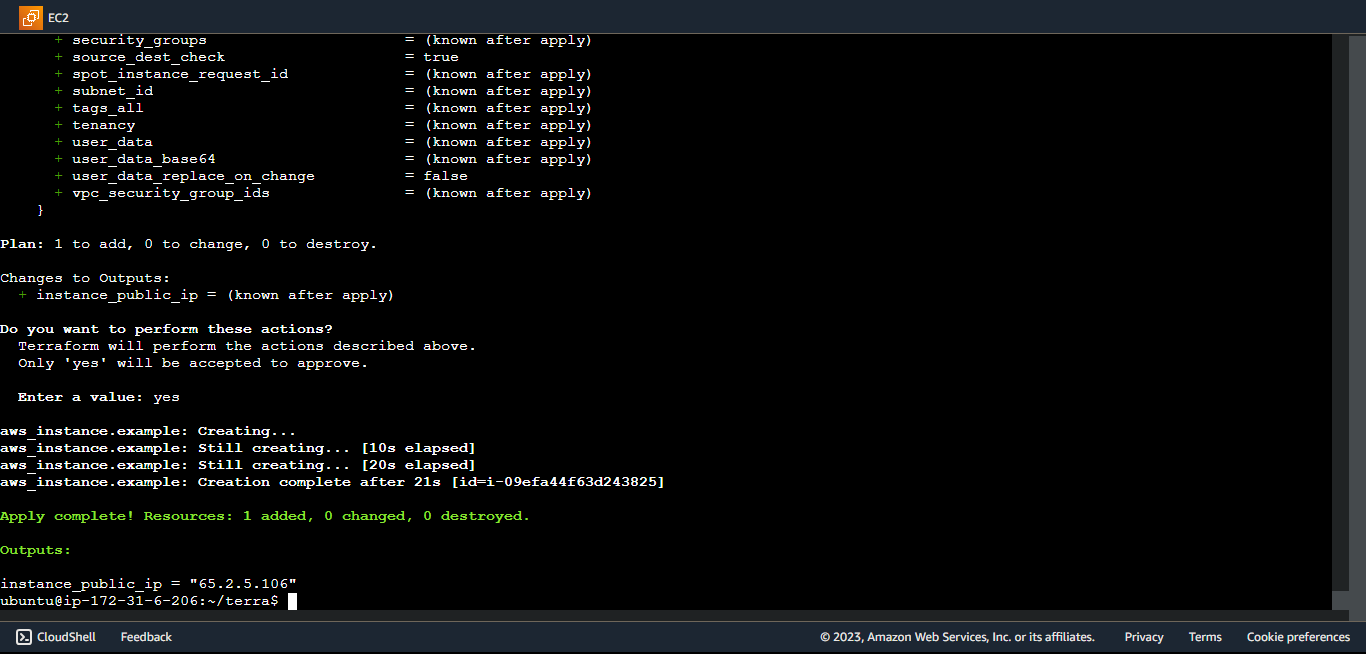 EC2
+ security_groups = (known after apply)
+ source_dest_check = true
+ spot_instance_request_id = (known after apply)
+ subnet_id = (known after apply)
+ tags_all = (known after apply)
+ tenancy = (known after apply)
+ user_data = (known after apply)
+ user_data_base64 = (known after apply)
+ user_data_replace_on_change = false
+ vpc_security_group_ids = (known after apply)
}
Plan: 1 to add, 0 to change, 0 to destroy.
Changes to Outputs:
+ instance_public_ip = (known after apply)
Do you want to perform these actions?
Terraform will perform the actions described above.
Only 'yes' will be accepted to approve.
Enter a value: yes
aws_instance.example: Creating...
aws_instance.example: Still creating... [10s elapsed]
aws_instance.example: Still creating... [20s elapsed]
aws_instance.example: Creation complete after 21s [id=i-09efa44f63d243825]
Apply complete! Resources: 1 added, 0 changed, 0 destroyed.
Outputs:
instance_public_ip = "65.2.5.106"
ubuntu@ip-172-31-6-206:~/terra$
CloudShell Feedback © 2023, Amazon Web Services, Inc. or its affiliates. Privacy Terms Cookie preferences